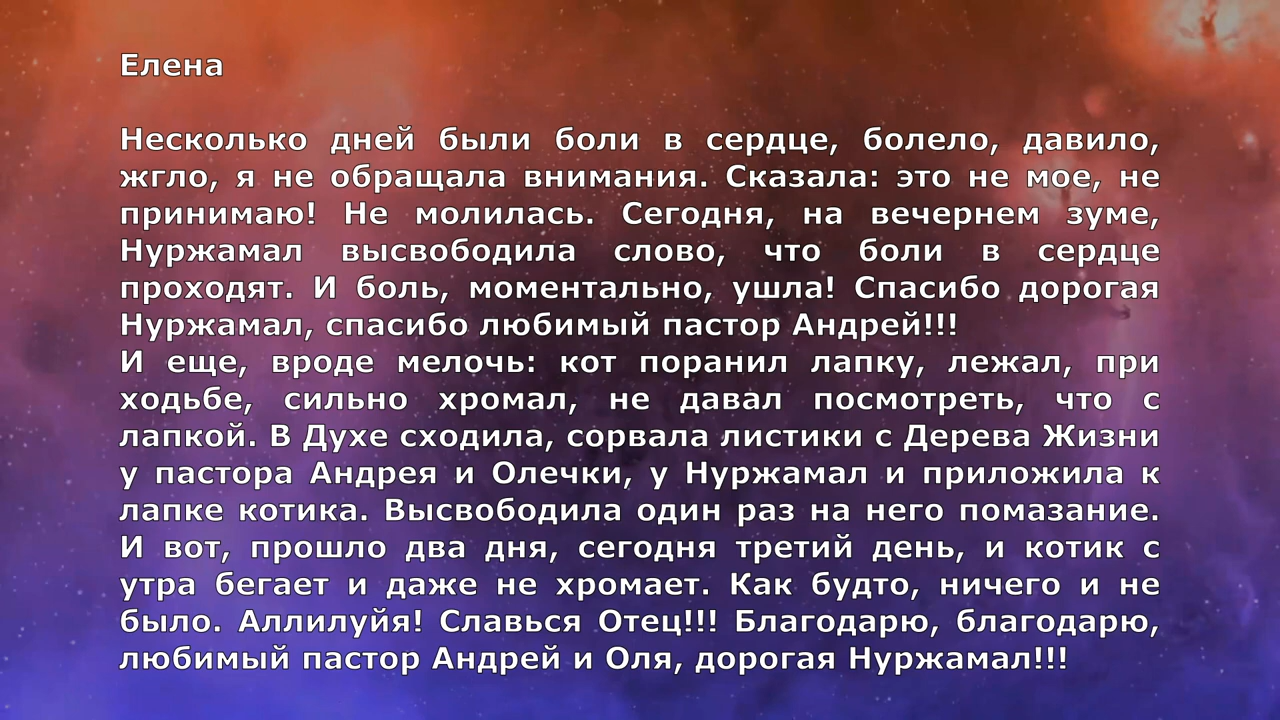 Елена
Несколько дней были боли в сердце, болело, давило,
жгло, я не обращала внимания. Сказала: это не мое, не
принимаю! Не молилась. Сегодня, на вечернем зуме,
Нуржамал высвободила слово, что боли в сердце
проходят. И боль, моментально, ушла! Спасибо дорогая
Нуржамал, спасибо любимый пастор Андрей!!!
И еще, вроде мелочь: кот поранил лапку, лежал, при
ходьбе, сильно хромал, не давал посмотреть, что с
лапкой. В Духе сходила, сорвала листики с Дерева Жизни
у пастора Андрея и Олечки, у Нуржамал и приложила к
лапке котика. Высвободила один раз на него помазание.
И вот, прошло два дня, сегодня третий день, и котик с
утра бегает и даже не хромает. Как будто, ничего и не
было. Аллилуйя! Славься Отец!!! Благодарю, благодарю,
любимый пастор Андрей и Оля, дорогая Нуржамал!!!